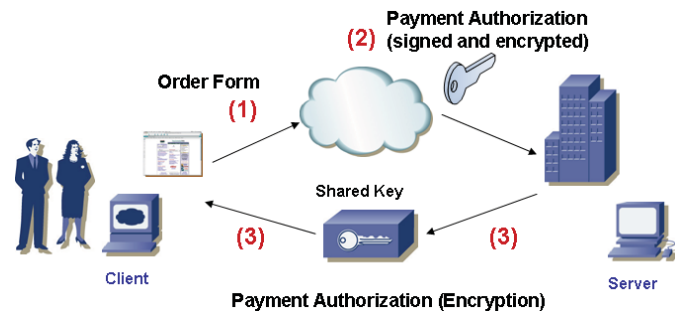 Payment Authorization
(2) (signed and encrypted)
Order Form
(1)
Shared Key
(3)
(3)
Client
Server
Payment Authorization (Encryption)